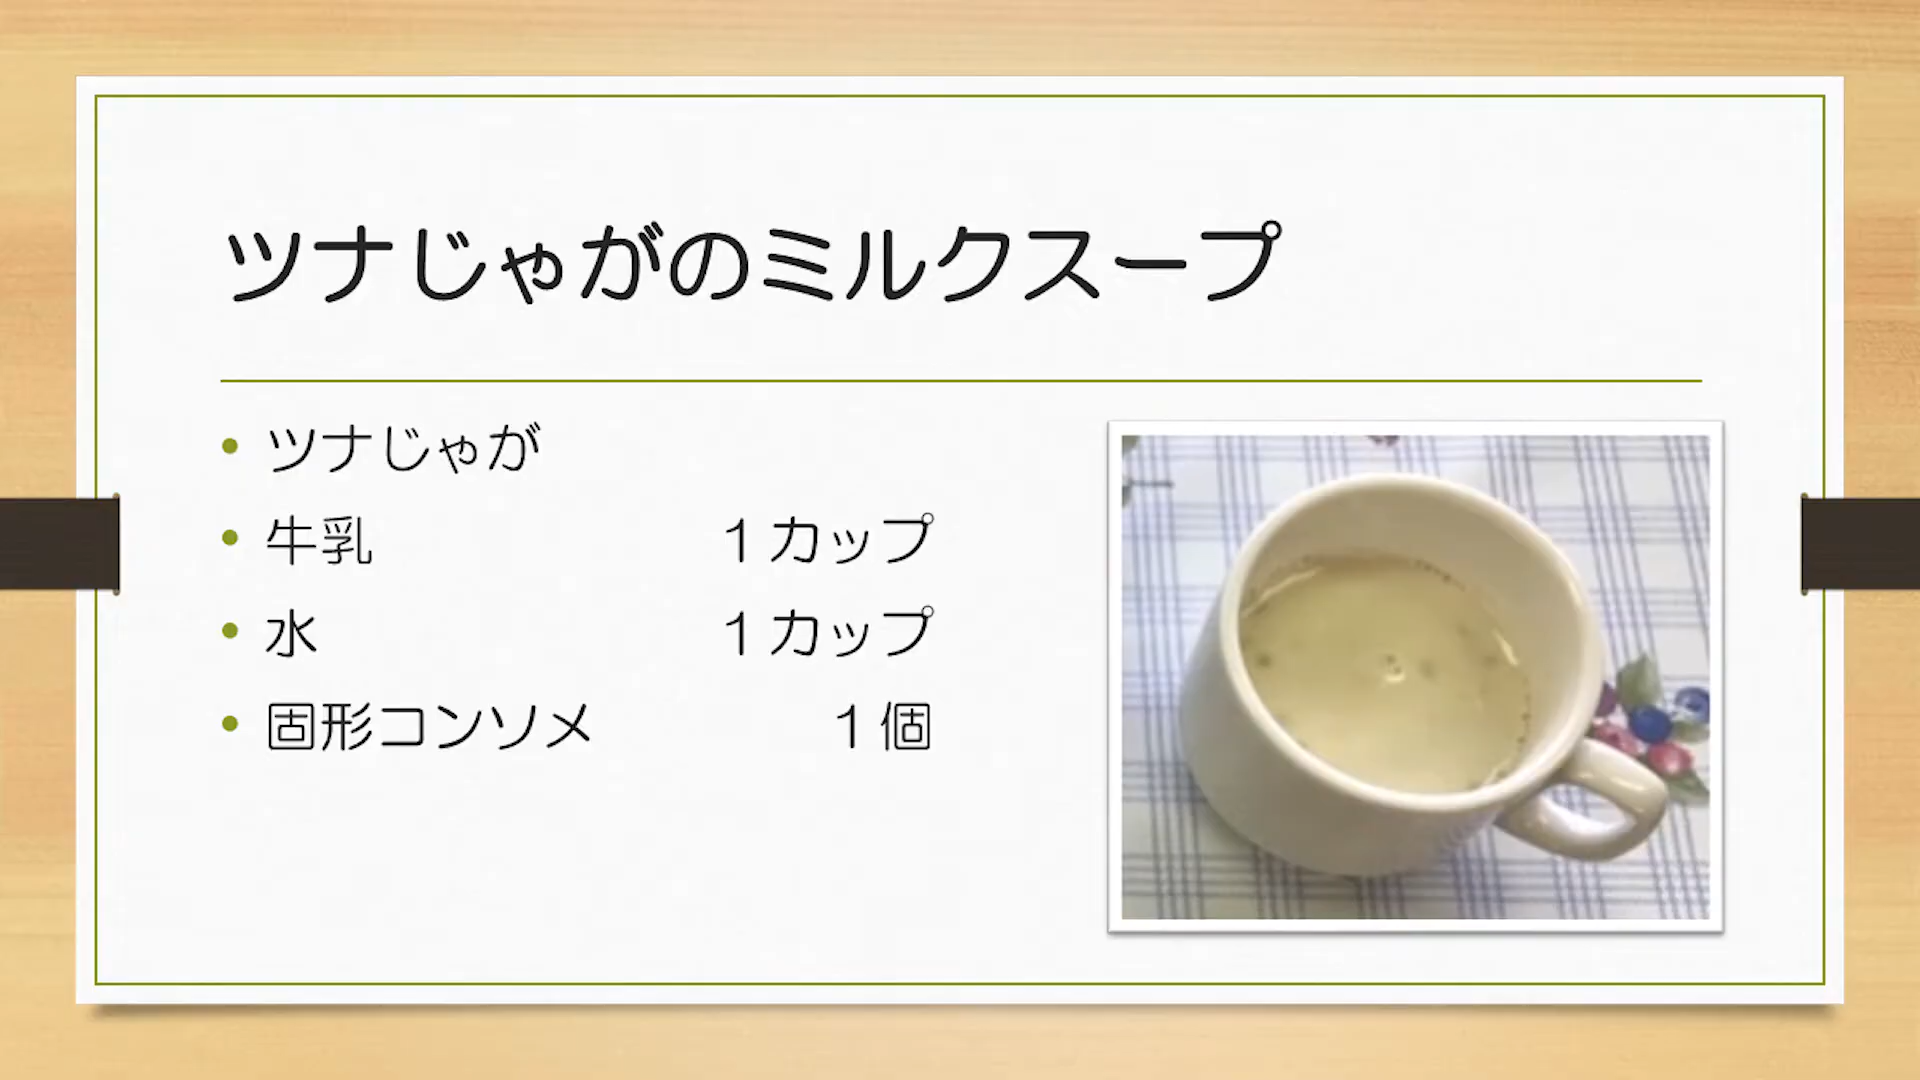 ツナじゃがのミルクスープ
• ツナじゃが
• 牛乳 １カップ
• 水 １カップ
• 固形コンソメ １個